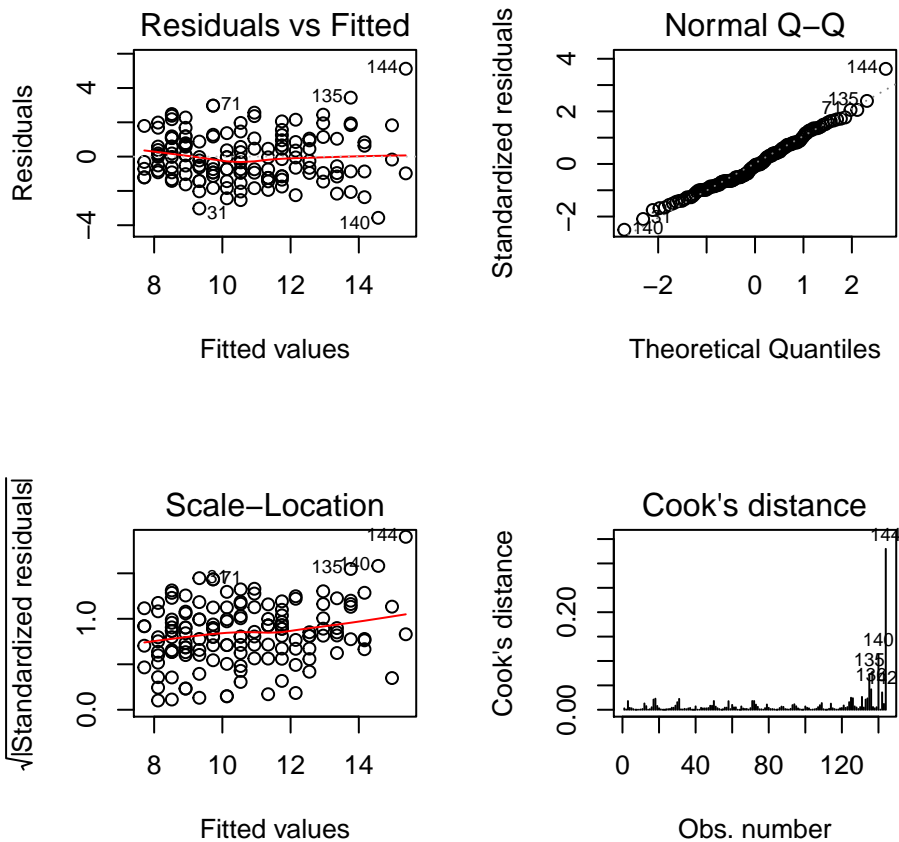 Residuals vs Fitted
Residuals
4
0
−4
144
135
71
31
140
8 10 12 14
Fitted values
Normal Q−Q
Standardized residuals
4
2
0
−2
144
135
71
31
140
−2 0 1 2
Theoretical Quantiles
Scale−Location
√|Standardized residuals|
1.0
0.0
144
135
140
31
71
8 10 12 14
Fitted values
Cook's distance
Cook's distance
0.20
0.00
144
140
135
0 40 80 120
Obs. number